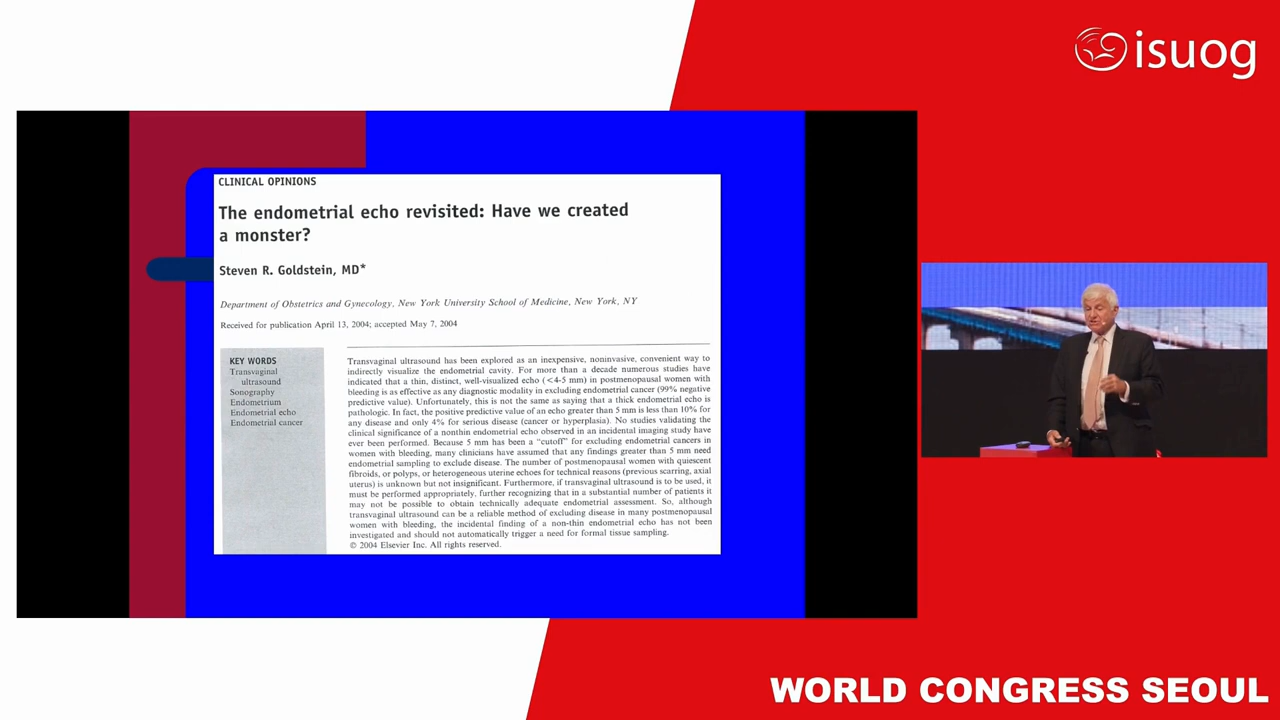 isuog
CLINICAL OPINIONS
The endometrial echo revisited: Have we created
a monster?
Steven R. Goldstein, MD*
Department of Obstetrics and Gynecology, New York University School of Medicine, New York, NY
Received for publication April 13, 2004; accepted May 7, 2004
KEY WORDS
Transvaginal
ultrasound
Sonography
Endometrium
Endometrial echo
Endometrial cancer
Transvaginal ultrasound has been explored as an inexpensive, noninvasive, convenient way to
indirectly visualize the endometrial cavity. For more than a decade numerous studies have
indicated that a thin, distinct, well-visualized echo (<4-5 mm) in postmenopausal women with
bleeding is as effective as any diagnostic modality in excluding endometrial cancer (99% negative
predictive value). Unfortunately, this is not the same as saying that a thick endometrial echo is
pathologic. In fact, the positive predictive value of an echo greater than 5 mm is less than 10% for
any disease and only 4% for serious disease (cancer or hyperplasia). No studies validating the
clinical significance of a nonthin endometrial echo observed in an incidental imaging study have
ever been performed. Because 5 mm has been a “cutoff” for excluding endometrial cancers in
women with bleeding, many clinicians have assumed that any findings greater than 5 mm need
endometrial sampling to exclude disease. The number of postmenopausal women with quiescent
fibroids, or polyps, or heterogeneous uterine echoes for technical reasons (previous scarring, axial
uterus) is unknown but not insignificant. Furthermore, if transvaginal ultrasound is to be used, it
must be performed appropriately, further recognizing that in a substantial number of patients it
may not be possible to obtain technically adequate endometrial assessment. So, although
transvaginal ultrasound can be a reliable method of excluding disease in many postmenopausal
women with bleeding, the incidental finding of a non-thin endometrial echo has not been
investigated and should not automatically trigger a need for formal tissue sampling.
© 2004 Elsevier Inc. All rights reserved.
WORLD CONGRESS SEOUL